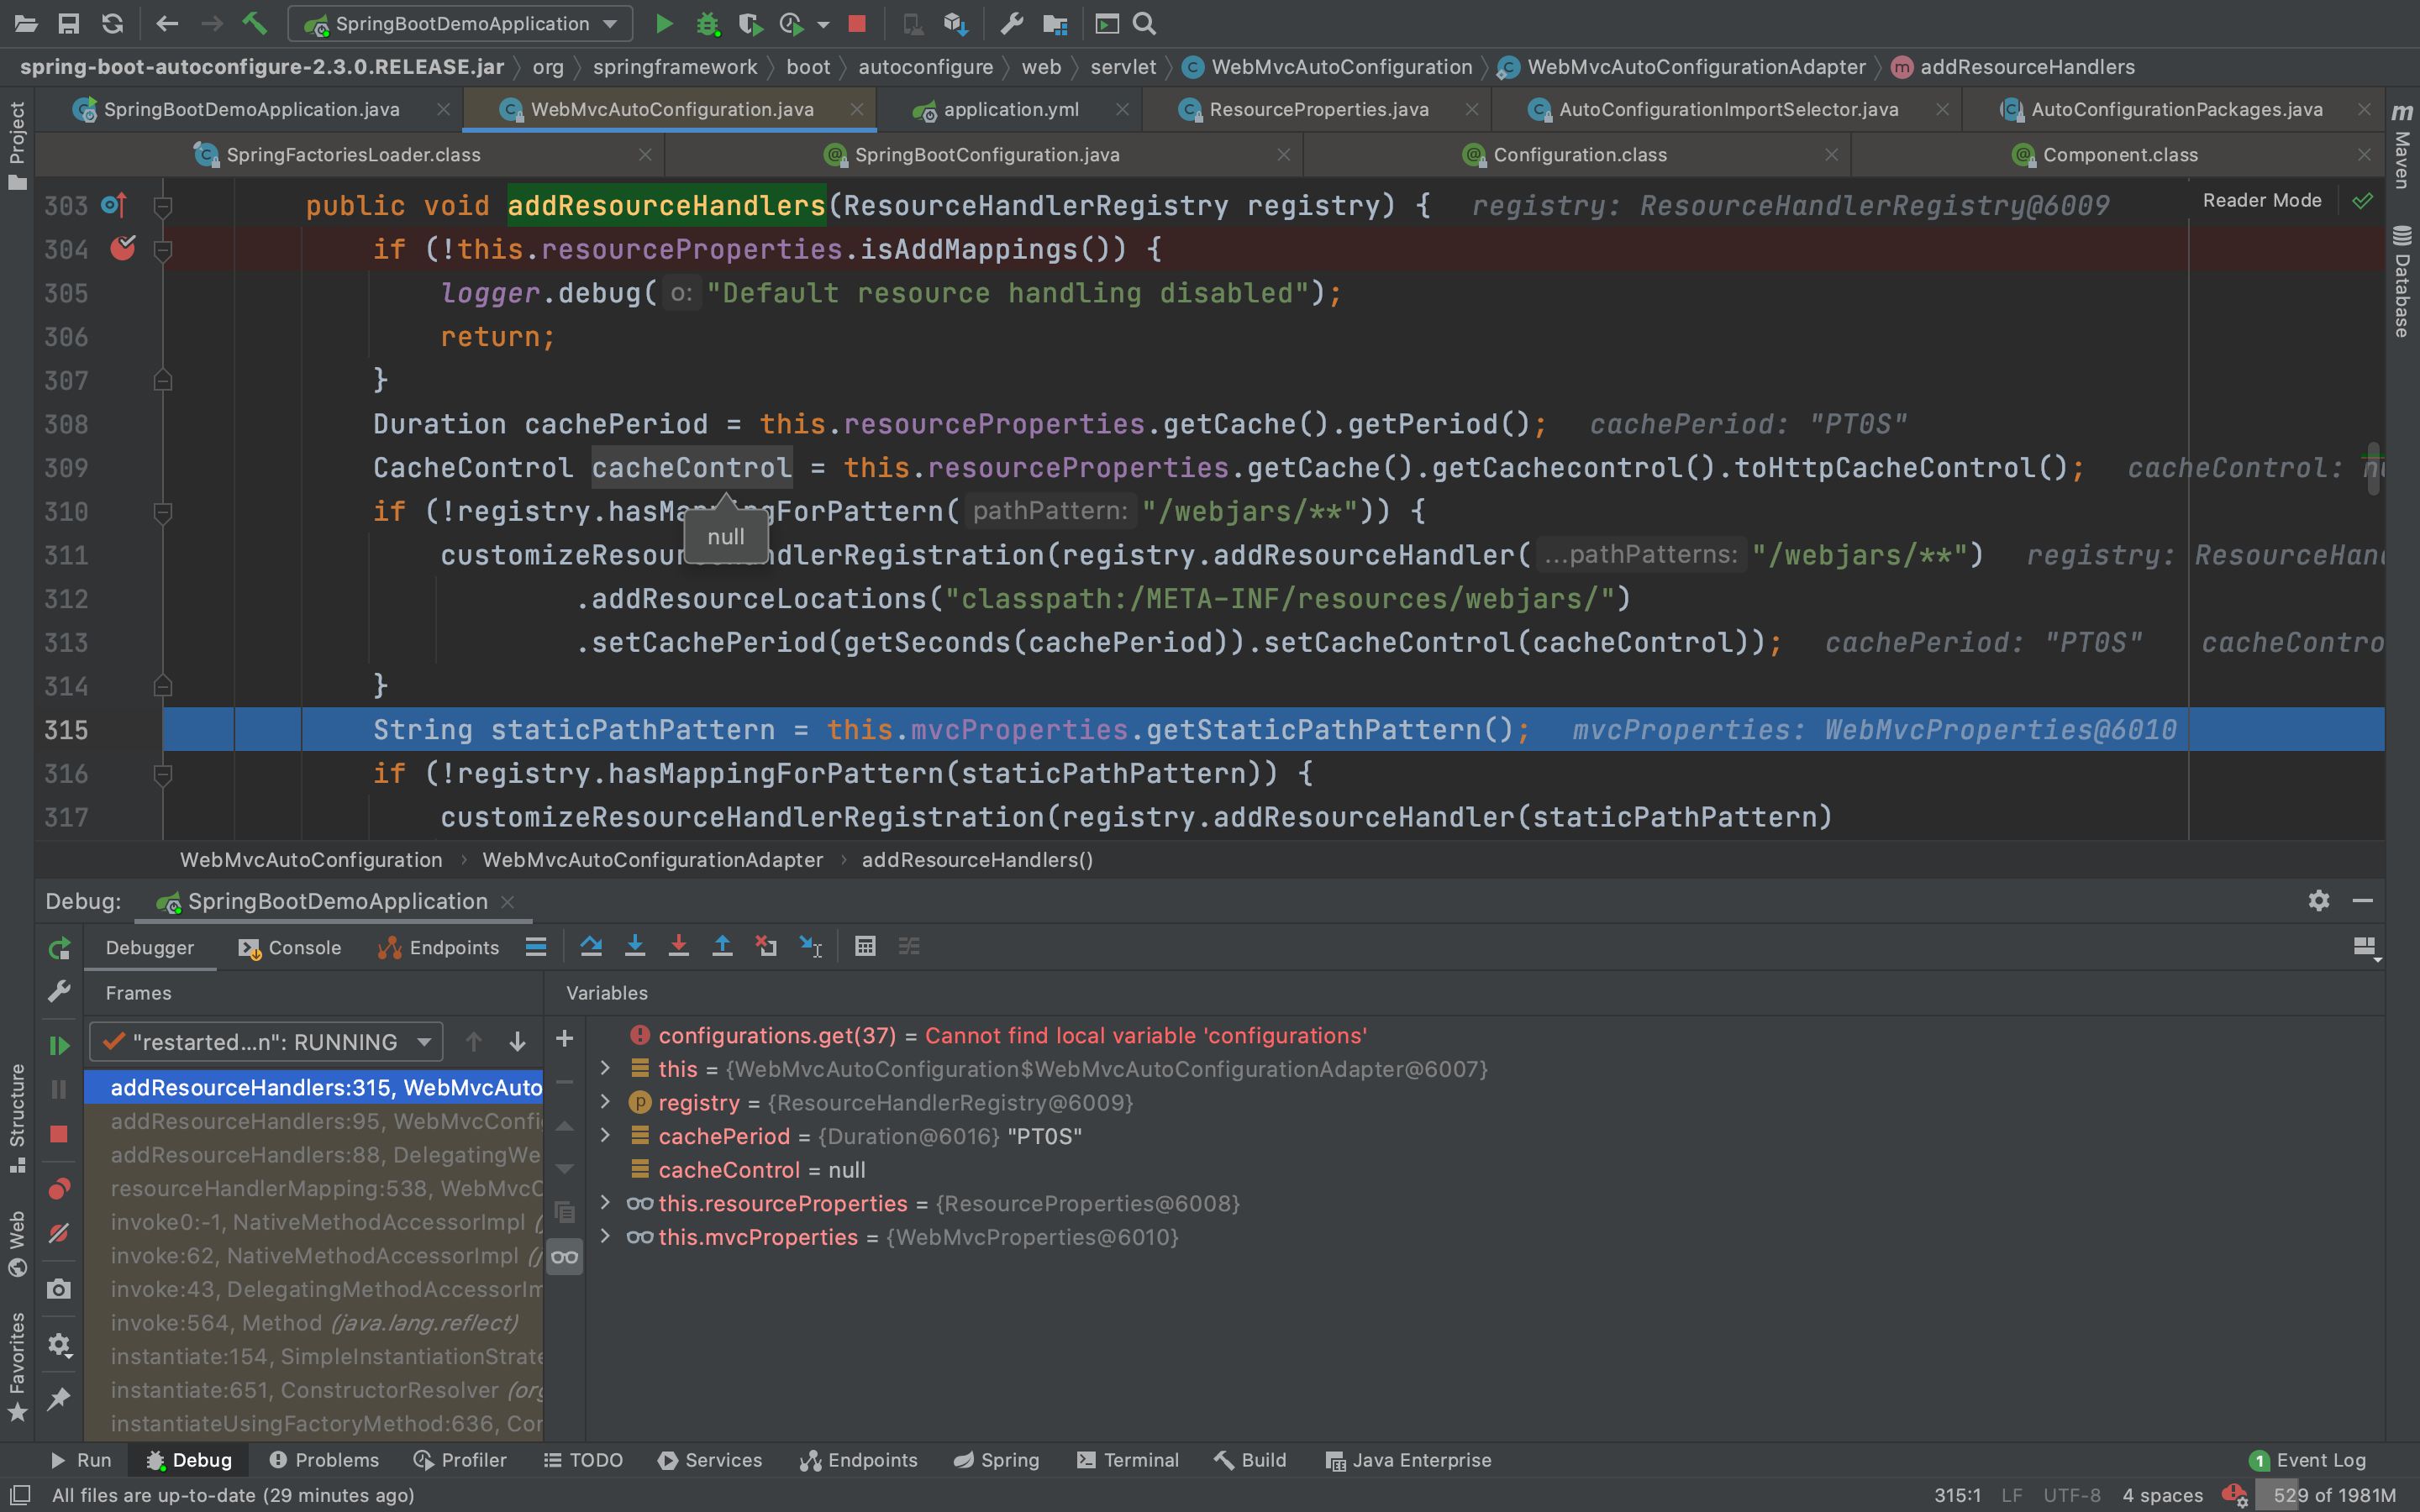 SpringBootDemoApplication
spring-boot-autoconfigure-2.3.0.RELEASE.jar org springframework boot autoconfigure web servlet WebMvcAutoConfiguration WebMvcAutoConfigurationAdapter addResourceHandlers
SpringBootDemoApplication.java WebMvcAutoConfiguration.java application.yml ResourceProperties.java AutoConfigurationImportSelector.java AutoConfigurationPackages.java
SpringFactoriesLoader.class SpringBootConfiguration.java Configuration.class Component.class
Project
Maven
Database
Reader Mode
303 public void addResourceHandlers(ResourceHandlerRegistry registry) { registry: ResourceHandlerRegistry@6009
304 if (!this.resourceProperties.isAddMappings()) {
305 logger.debug( o: "Default resource handling disabled");
306 return;
307 }
308 Duration cachePeriod = this.resourceProperties.getCache().getPeriod(); cachePeriod: "PT0S"
309 CacheControl cacheControl = this.resourceProperties.getCache().getCachecontrol().toHttpCacheControl(); cacheControl:
310 if (!registry.hasMappingForPattern( pathPattern: "/webjars/**")) {
null
311 customizeResourceHandlerRegistration(registry.addResourceHandler( ...pathPatterns: "/webjars/**") registry: ResourceHan
312 .addResourceLocations("classpath:/META-INF/resources/webjars/")
313 .setCachePeriod(getSeconds(cachePeriod)).setCacheControl(cacheControl)); cachePeriod: "PT0S" cacheContro
314 }
315 String staticPathPattern = this.mvcProperties.getStaticPathPattern(); mvcProperties: WebMvcProperties@6010
316 if (!registry.hasMappingForPattern(staticPathPattern)) {
317 customizeResourceHandlerRegistration(registry.addResourceHandler(staticPathPattern)
WebMvcAutoConfiguration WebMvcAutoConfigurationAdapter addResourceHandlers()
Debug: SpringBootDemoApplication
Debugger Console Endpoints
Frames
Variables
"restarted...n": RUNNING
addResourceHandlers:315, WebMvcAuto
addResourceHandlers:95, WebMvcConfi
addResourceHandlers:88, DelegatingWe
resourceHandlerMapping:538, WebMvcC
invoke0:-1, NativeMethodAccessorImpl (j
invoke:62, NativeMethodAccessorImpl (j
invoke:43, DelegatingMethodAccessorIm
invoke:564, Method (java.lang.reflect)
instantiate:154, SimpleInstantiationStrate
instantiate:651, ConstructorResolver (org
instantiateUsingFactoryMethod:636, Con
configurations.get(37) = Cannot find local variable 'configurations'
this = {WebMvcAutoConfiguration$WebMvcAutoConfigurationAdapter@6007}
p registry = {ResourceHandlerRegistry@6009}
cachePeriod = {Duration@6016} "PT0S"
cacheControl = null
this.resourceProperties = {ResourceProperties@6008}
this.mvcProperties = {WebMvcProperties@6010}
Structure
Web
Favorites
Run Debug Problems Profiler TODO Services Endpoints Spring Terminal Build Java Enterprise 1 Event Log
All files are up-to-date (29 minutes ago) 315:1 LF UTF-8 4 spaces 529 of 1981M